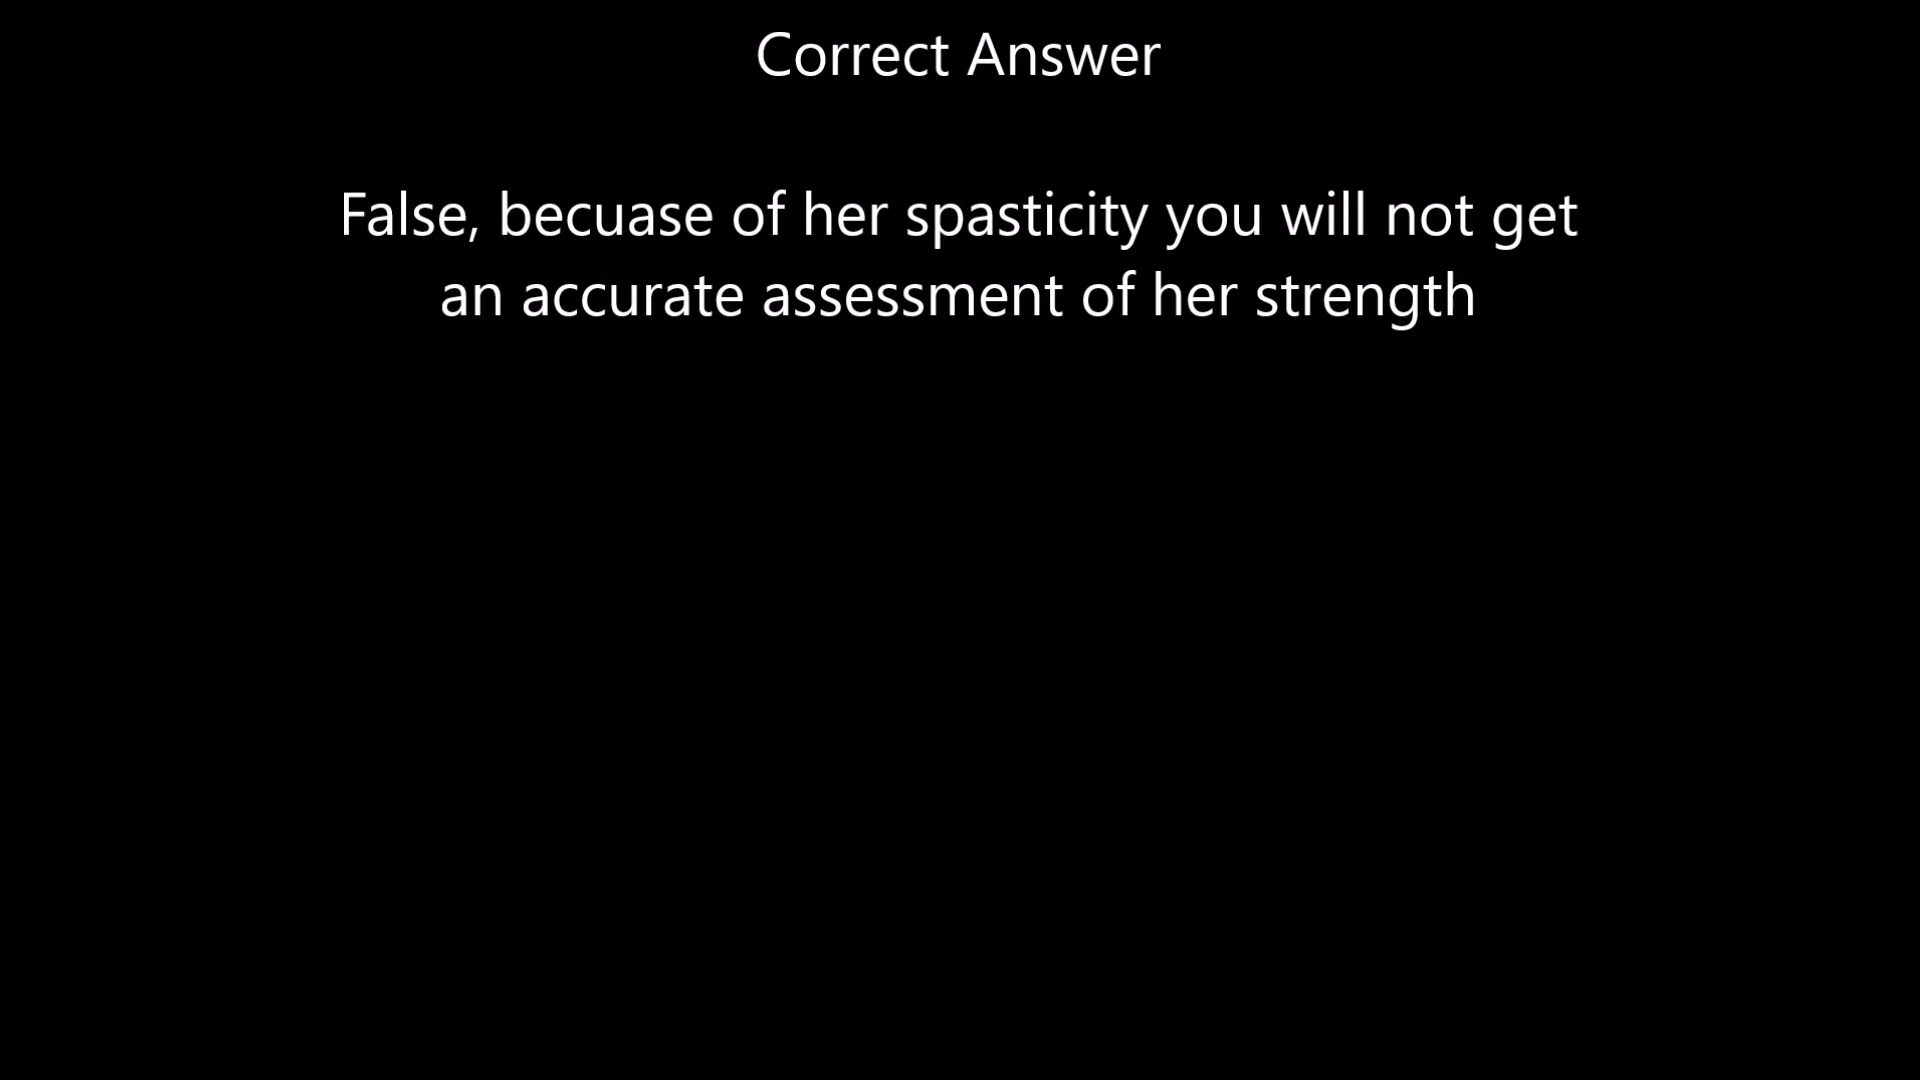 Correct Answer
False, becuase of her spasticity you will not get
an accurate assessment of her strength